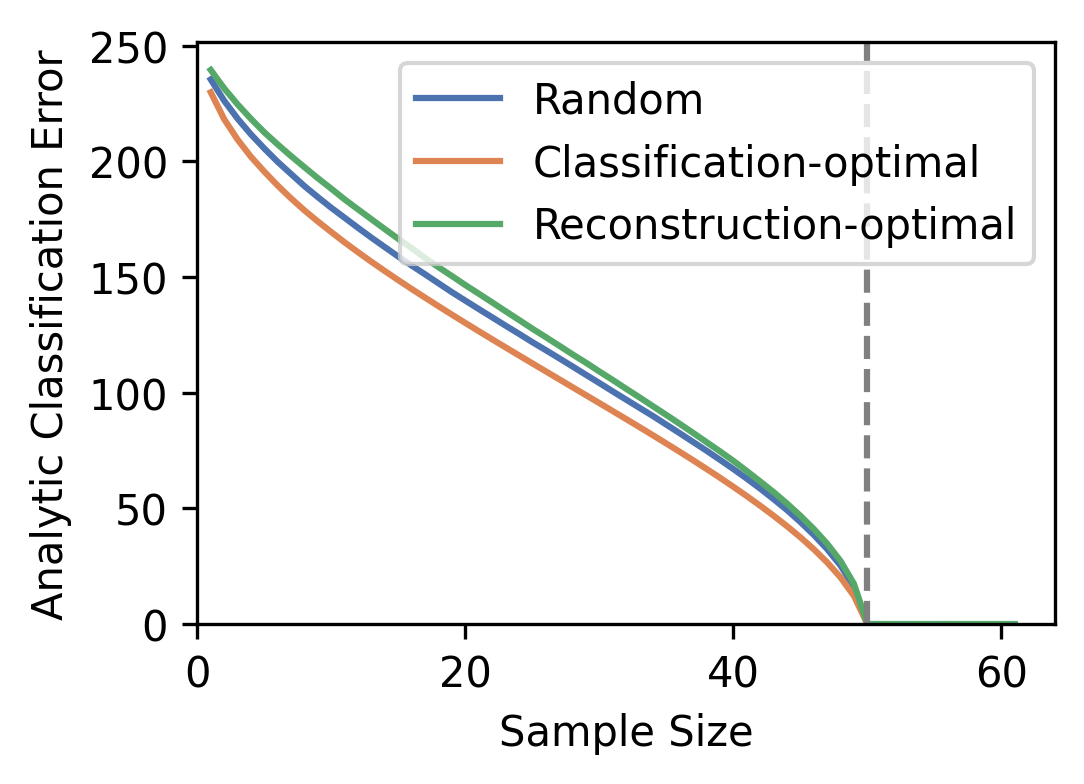 Analytic Classification Error
250
200
150
100
50
0
Random
Classification-optimal
Reconstruction-optimal
0 20 40 60
Sample Size